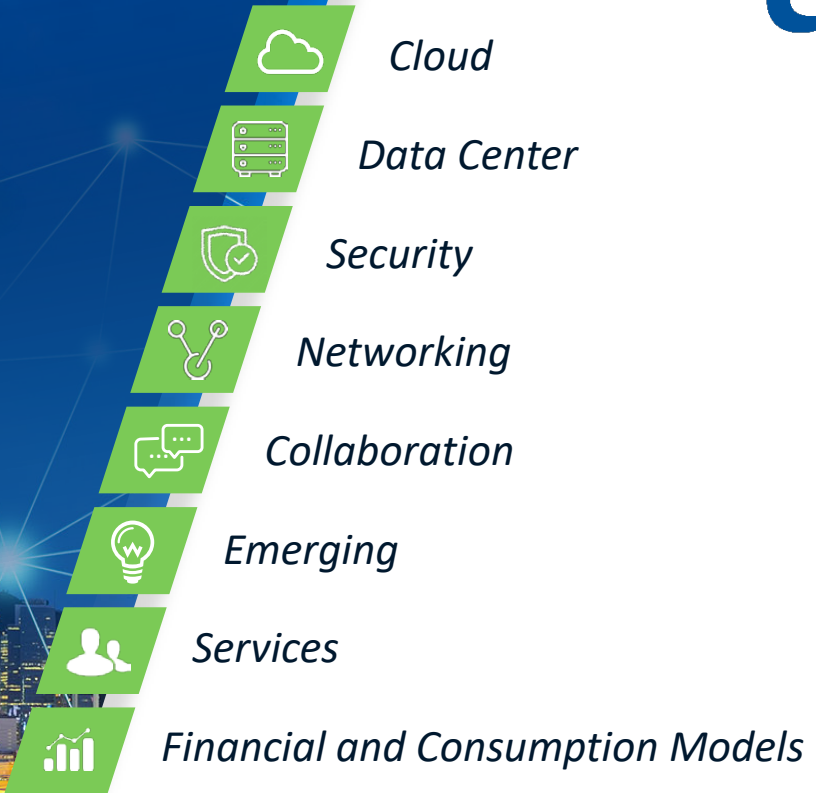 Cloud
Data Center
Security
Networking
Collaboration
Emerging
Services
Financial and Consumption Models